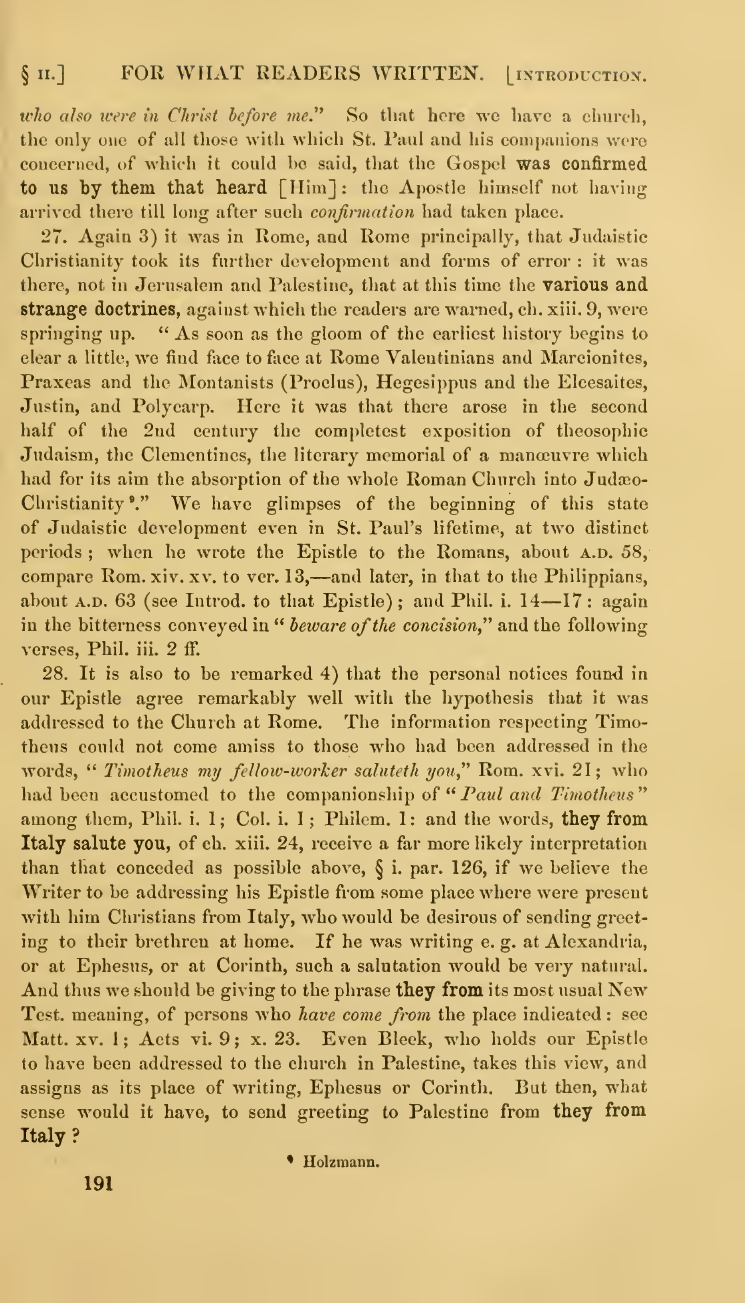 § II.] FOR WHAT READERS WRITTEN. [INTRODUCTION.
who also were in Christ before me." So that here we have a church,
the only one of all those with which St. Paul and his companions were
concerned, of which it could be said, that the Gospel was confirmed
to us by them that heard [Him]: the Apostle himself not having
arrived there till long after such confirmation had taken place.
27. Again 3) it was in Rome, and Rome principally, that Judaistic
Christianity took its further development and forms of error : it was
there, not in Jerusalem and Palestine, that at this time the various and
strange doctrines, against which the readers are warned, ch. xiii. 9, were
springing up. “ As soon as the gloom of the earliest history begins to
clear a little, we find face to face at Rome Valentinians and Marcionites,
Praxeas and the Montanists (Proclus), Hegesippus and the Elcesaites,
Justin, and Polycarp. Here it was that there arose in the second
half of the 2nd century the completest exposition of theosophic
Judaism, the Clementines, the literary memorial of a manœuvre which
had for its aim the absorption of the whole Roman Church into Judæo-
Christianity ⁹.” We have glimpses of the beginning of this state
of Judaistic development even in St. Paul's lifetime, at two distinct
periods ; when he wrote the Epistle to the Romans, about A.D. 58,
compare Rom. xiv. xv. to ver. 13,—and later, in that to the Philippians,
about A.D. 63 (see Introd. to that Epistle) ; and Phil. i. 14—17 : again
in the bitterness conveyed in “ beware of the concision,” and the following
verses, Phil. iii. 2 ff.
28. It is also to be remarked 4) that the personal notices found in
our Epistle agree remarkably well with the hypothesis that it was
addressed to the Church at Rome. The information respecting Timo-
theus could not come amiss to those who had been addressed in the
words, “ Timotheus my fellow-worker saluteth you,” Rom. xvi. 21 ; who
had been accustomed to the companionship of “ Paul and Timotheus ”
among them, Phil. i. 1 ; Col. i. 1 ; Philem. 1 : and the words, they from
Italy salute you, of ch. xiii. 24, receive a far more likely interpretation
than that conceded as possible above, § i. par. 126, if we believe the
Writer to be addressing his Epistle from some place where were present
with him Christians from Italy, who would be desirous of sending greet-
ing to their brethren at home. If he was writing e. g. at Alexandria,
or at Ephesus, or at Corinth, such a salutation would be very natural.
And thus we should be giving to the phrase they from its most usual New
Test. meaning, of persons who have come from the place indicated : see
Matt. xv. 1 ; Acts vi. 9 ; x. 23. Even Bleek, who holds our Epistle
to have been addressed to the church in Palestine, takes this view, and
assigns as its place of writing, Ephesus or Corinth. But then, what
sense would it have, to send greeting to Palestine from they from
Italy ?
⁹ Holzmann.
191